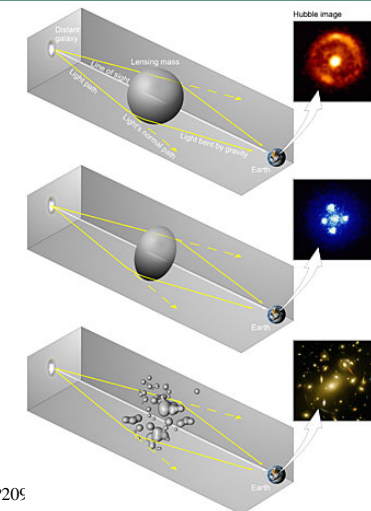 Hubble image
Distant
galaxy
Lensing mass
Line of sight
Light path
Light's normal path
Light bent by gravity
Earth
Earth
Earth